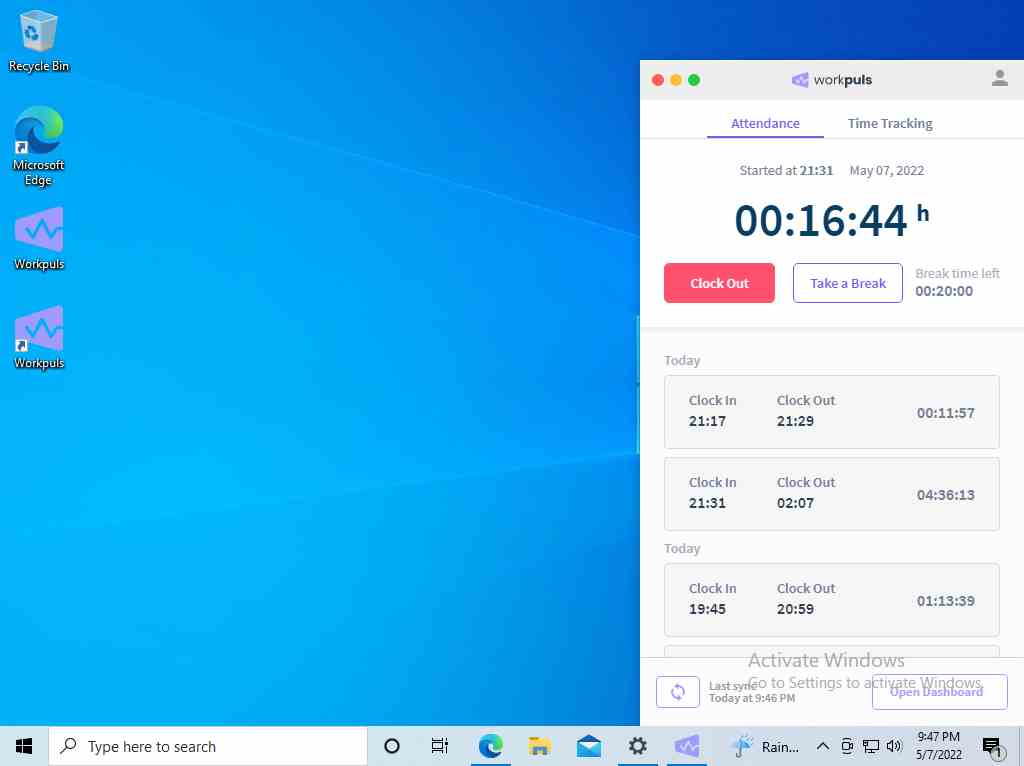 Recycle Bin
Microsoft
Edge
Workpuls
Workpuls
workpuls
Attendance Time Tracking
Started at 21:31 May 07, 2022
00:16:44 h
Clock Out Take a Break Break time left
00:20:00
Today
Clock In Clock Out
21:17 21:29 00:11:57
Clock In Clock Out
21:31 02:07 04:36:13
Today
Clock In Clock Out
19:45 20:59 01:13:39
Activate Windows
Go to Settings to activate Windows.
Last sync
Today at 9:46 PM
Open Dashboard
Type here to search
Rain...
9:47 PM
5/7/2022
1